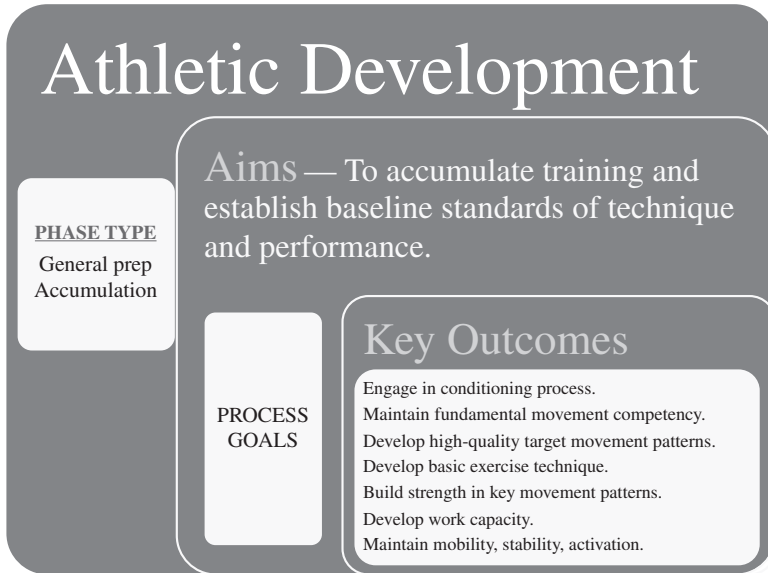 Athletic Development
Aims — To accumulate training and
establish baseline standards of technique
and performance.
PHASE TYPE
General prep
Accumulation
PROCESS
GOALS
Key Outcomes
Engage in conditioning process.
Maintain fundamental movement competency.
Develop high-quality target movement patterns.
Develop basic exercise technique.
Build strength in key movement patterns.
Develop work capacity.
Maintain mobility, stability, activation.